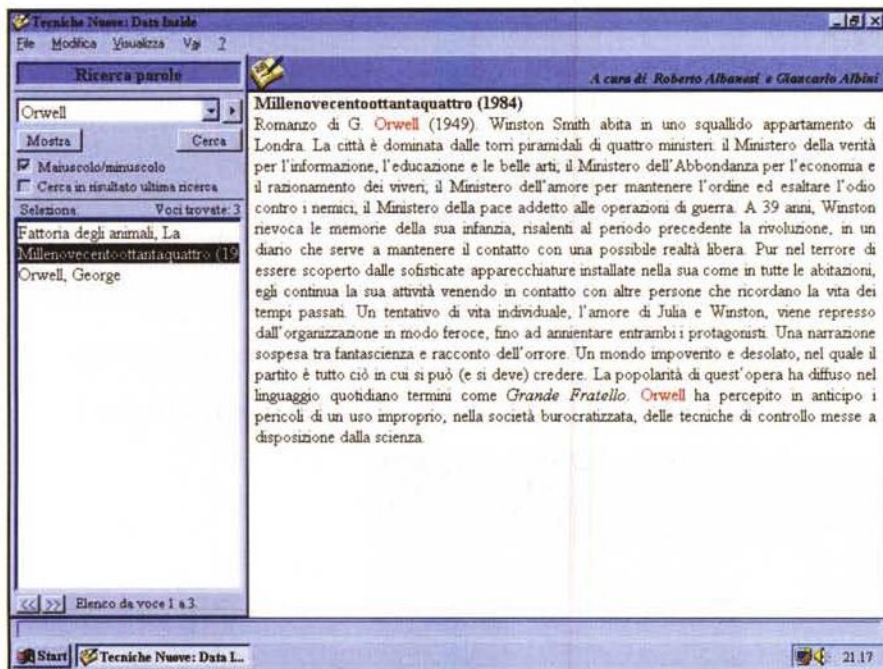 Tecniche Nuove: Data Inside
File Modifica Visualizza Vai ?
Ricerca parole
Orwell
Mostra Cerca
Maiuscolo/minuscolo
Cerca in risultato ultima ricerca
Seleziona: Voci trovate: 3
Fattoria degli animali, La
Millenovecentoottantaquattro (19
Orwell, George
<< >> Elenco da voce 1 a 3.
A cura di Roberto Albanesi e Giancarlo Albini
Millenovecentoottantaquattro (1984)
Romanzo di G. Orwell (1949). Winston Smith abita in uno squallido appartamento di
Londra. La città è dominata dalle torri piramidali di quattro ministeri: il Ministero della verità
per l'informazione, l'educazione e le belle arti; il Ministero dell'Abbondanza per l'economia e
il razionamento dei viveri; il Ministero dell'amore per mantenere l'ordine ed esaltare l'odio
contro i nemici; il Ministero della pace addetto alle operazioni di guerra. A 39 anni, Winston
rievoca le memorie della sua infanzia, risalenti al periodo precedente la rivoluzione, in un
diario che serve a mantenere il contatto con una possibile realtà libera. Pur nel terrore di
essere scoperto dalle sofisticate apparecchiature installate nella sua come in tutte le abitazioni,
egli continua la sua attività venendo in contatto con altre persone che ricordano la vita dei
tempi passati. Un tentativo di vita individuale, l'amore di Julia e Winston, viene represso
dall'organizzazione in modo feroce, fino ad annientare entrambi i protagonisti. Una narrazione
sospesa tra fantascienza e racconto dell'orrore. Un mondo impoverito e desolato, nel quale il
partito è tutto ciò in cui si può (e si deve) credere. La popolarità di quest'opera ha diffuso nel
linguaggio quotidiano termini come Grande Fratello. Orwell ha percepito in anticipo i
pericoli di un uso improprio, nella società burocratizzata, delle tecniche di controllo messe a
disposizione dalla scienza.
Start Tecniche Nuove: Data I... 21.17